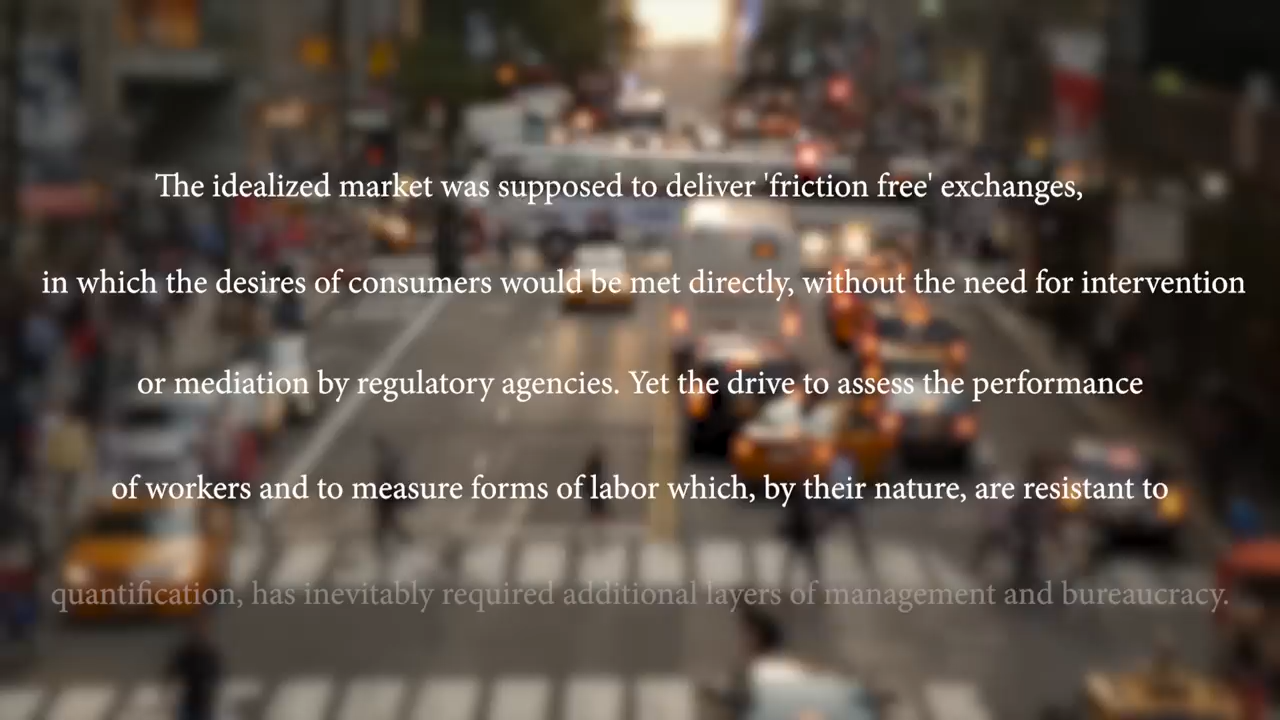 The idealized market was supposed to deliver 'friction free' exchanges,
in which the desires of consumers would be met directly, without the need for intervention
or mediation by regulatory agencies. Yet the drive to assess the performance
of workers and to measure forms of labor which, by their nature, are resistant to
quantification, has inevitably required additional layers of management and bureaucracy.